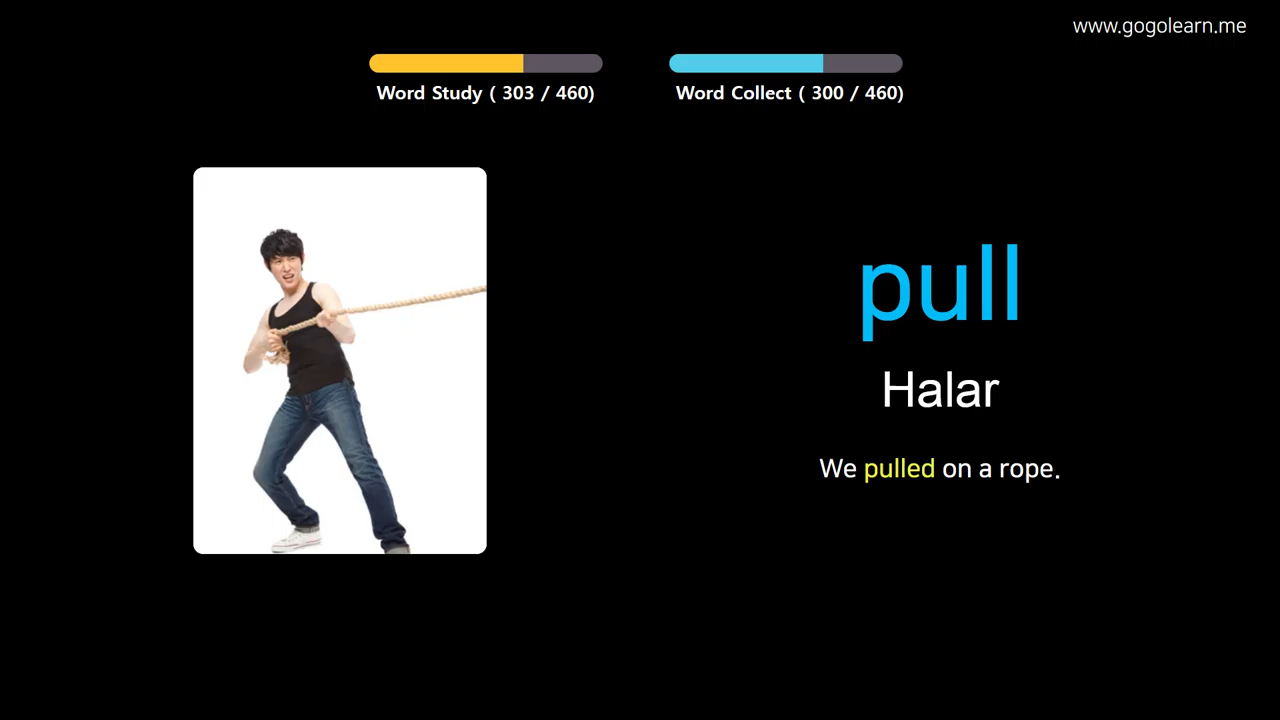 www.gogolearn.me
Word Study ( 303 / 460)
Word Collect ( 300 / 460)
pull
Halar
We pulled on a rope.